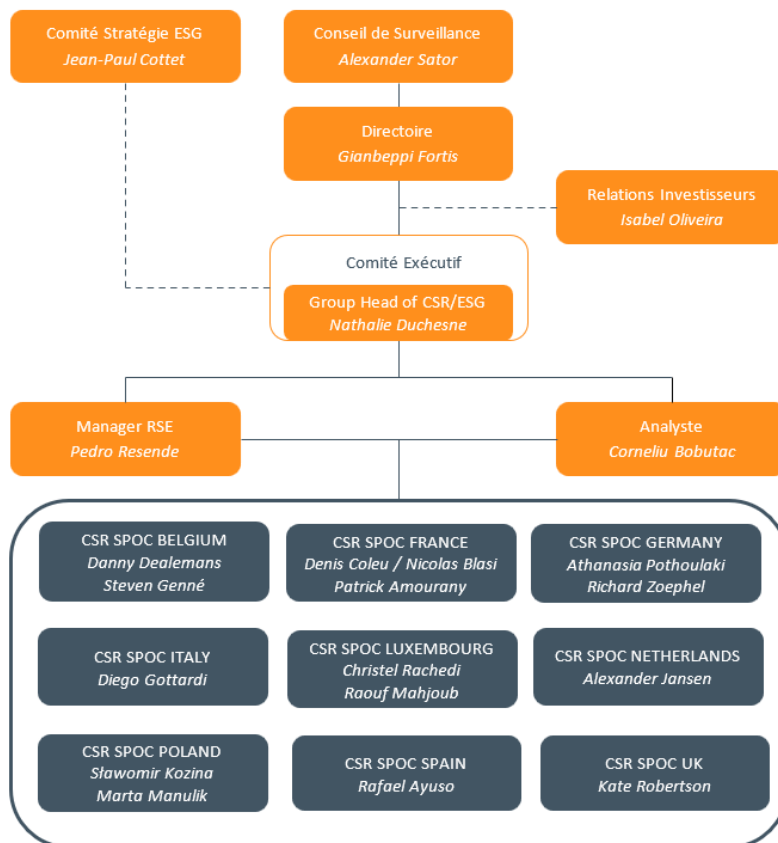 Comité Stratégie ESG
Jean-Paul Cottet
Conseil de Surveillance
Alexander Sator
Directoire
Gianbeppi Fortis
Relations Investisseurs
Isabel Oliveira
Comité Exécutif
Group Head of CSR/ESG
Nathalie Duchesne
Manager RSE
Pedro Resende
Analyste
Corneliu Bobutac
CSR SPOC BELGIUM
Danny Dealemans
Steven Genné
CSR SPOC FRANCE
Denis Coleu / Nicolas Blasi
Patrick Amourany
CSR SPOC GERMANY
Athanasia Pothoulaki
Richard Zoephel
CSR SPOC ITALY
Diego Gottardi
CSR SPOC LUXEMBOURG
Christel Rachedi
Raouf Mahjoub
CSR SPOC NETHERLANDS
Alexander Jansen
CSR SPOC POLAND
Sławomir Kozina
Marta Manulik
CSR SPOC SPAIN
Rafael Ayuso
CSR SPOC UK
Kate Robertson